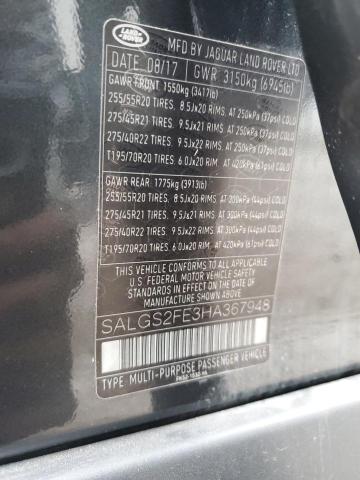 LAND
ROVER
MFD BY JAGUAR LAND ROVER LTD
DATE 08/17 GWR 3150kg (6945lb)
GAWR FRONT 1550kg (3417lb)
255/55R20 TIRES. 8.5Jx20 RIMS. AT 250kPa (37psi) COLD
275/45R21 TIRES. 9.5Jx21 RIMS AT 250kPa (37psi) COLD
275/40R22 TIRES. 9.5Jx22 RIMS AT 250kPa (37psi) COLD
T195/70R20 TIRES. 6.0Jx20 RIM AT 420kPa (61psi) COLD
GAWR REAR: 1775kg (3913lb)
255/55R20 TIRES. 8.5Jx20 RIMS AT 300kPa (44psi) COLD
275/45R21 TIRES. 9.5Jx21 RIMS AT 300kPa (44psi) COLD
275/40R22 TIRES. 9.5Jx22 RIMS AT 300kPa (44psi) COLD
T195/70R20 TIRES. 6.0Jx20 RIM AT 420kPa (61psi) COLD
THIS VEHICLE CONFORMS TO ALL APPLICABLE
U.S. FEDERAL MOTOR VEHICLE SAFETY
STANDARDS IN EFFECT ON THE DATE OF
MANUFACTURE SHOWN ABOVE
SALGS2FE3HA367948
TYPE: MULTI-PURPOSE PASSENGER VEHICLE